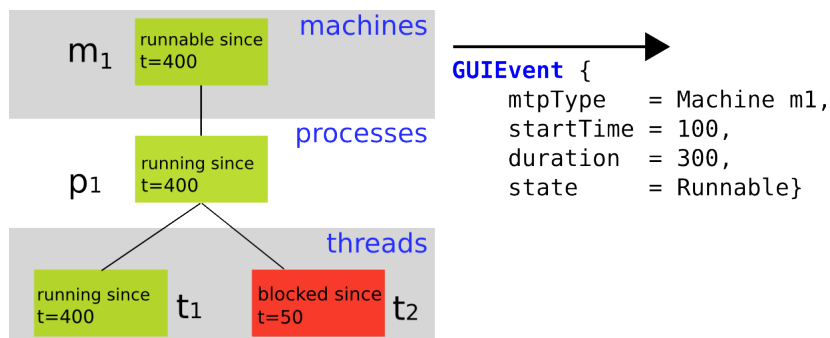 machines
m1
runnable since
t=400
processes
p1
running since
t=400
threads
running since
t=400
t1
blocked since
t=50
t2
GUIEvent {
mtpType = Machine m1,
startTime = 100,
duration = 300,
state = Runnable}